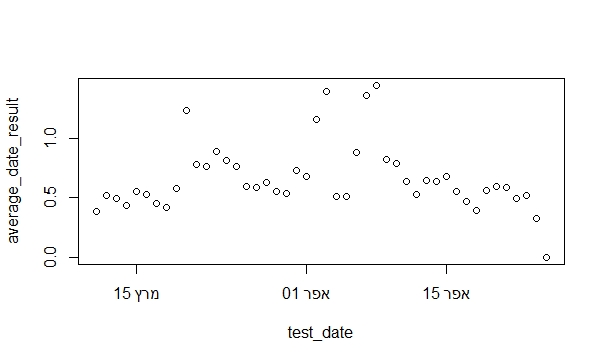 average_date_result
1.0
0.5
0.0
15 מרץ
01 אפר
15 אפר
test_date